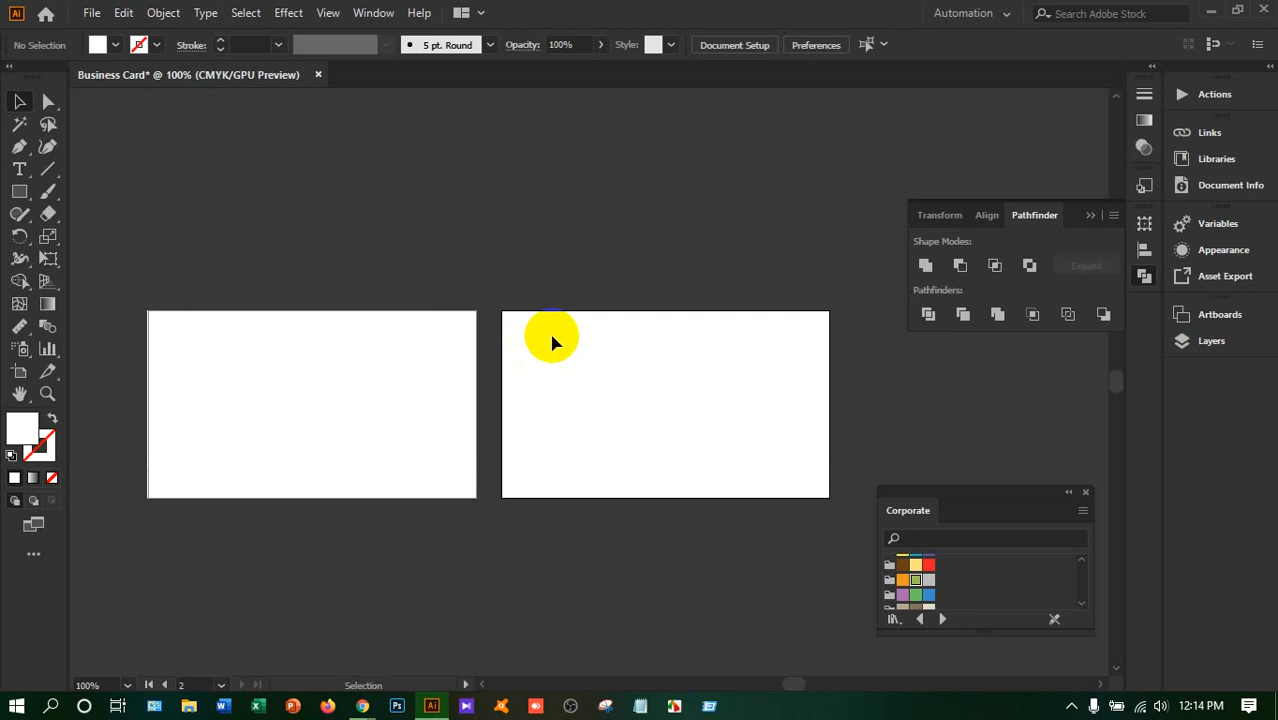 Ai File Edit Object Type Select Effect View Window Help Automation Search Adobe Stock
No Selection Stroke: 5 pt. Round Opacity: 100% Style: Document Setup Preferences
Business Card* @ 100% (CMYK/GPU Preview)
Actions
Links
Libraries
Document Info
Variables
Appearance
Asset Export
Artboards
Layers
Transform Align Pathfinder
Shape Modes:
Expand
Pathfinders:
Corporate
100% 2 Selection
Ai
12:14 PM